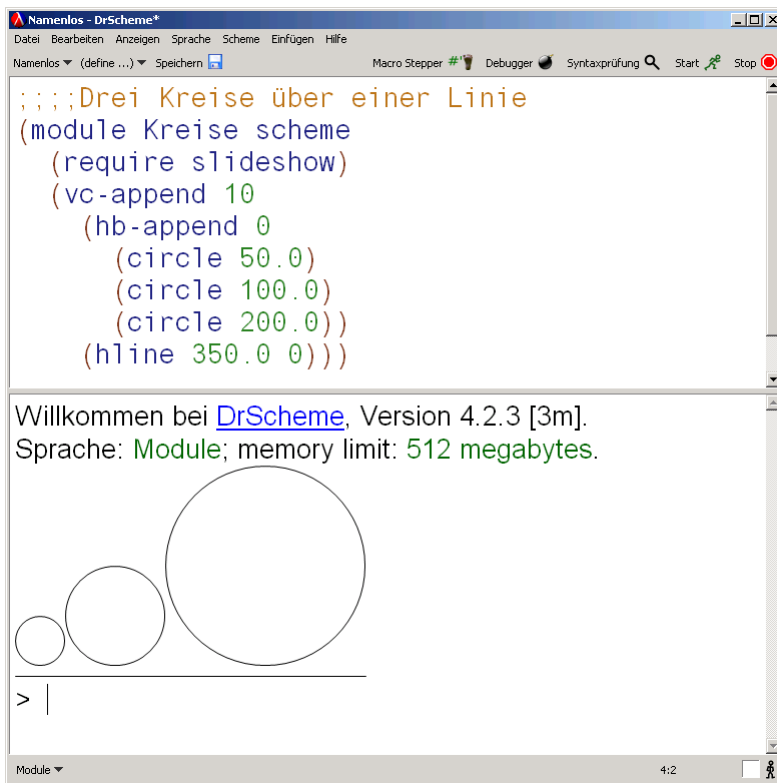 Namenlos - DrScheme*
Datei Bearbeiten Anzeigen Sprache Scheme Einfügen Hilfe
Namenlos (define ...) Speichern Macro Stepper #' Debugger Syntaxprüfung Start Stop
;;;;Drei Kreise über einer Linie
(module Kreise scheme
  (require slideshow)
  (vc-append 10
    (hb-append 0
      (circle 50.0)
      (circle 100.0)
      (circle 200.0))
    (hline 350.0 0)))
Willkommen bei DrScheme, Version 4.2.3 [3m].
Sprache: Module; memory limit: 512 megabytes.
>
Module 4:2